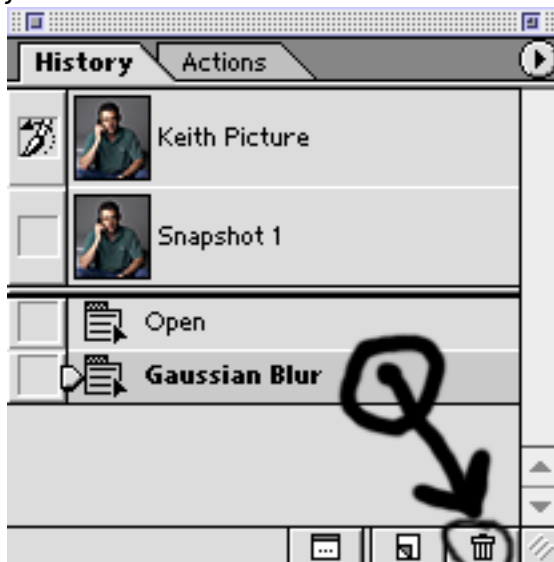 History Actions
Keith Picture
Snapshot 1
Open
Gaussian Blur